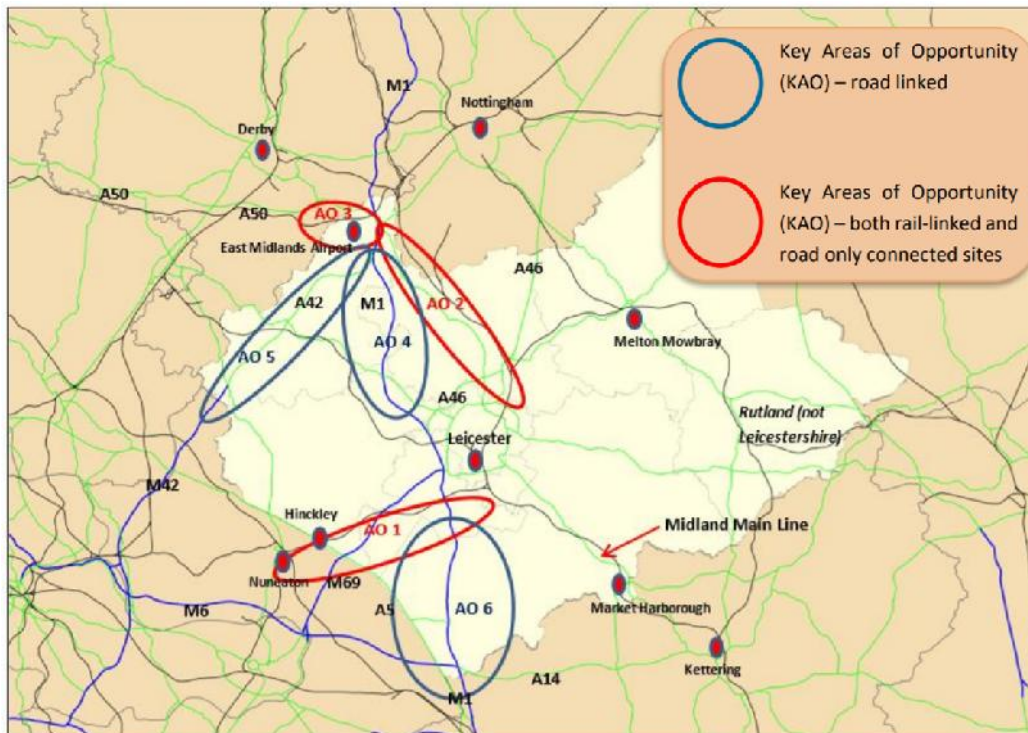 Key Areas of Opportunity
(KAO) – road linked
Key Areas of Opportunity
(KAO) – both rail-linked and
road only connected sites
M1
Nottingham
Derby
A50
A50
AO 3
East Midlands Airport
A46
A42
M1
AO 2
Melton Mowbray
AO 5
AO 4
A46
Rutland (not
Leicestershire)
Leicester
M42
Hinckley
AO 1
Midland Main Line
Nuneaton
M69
Market Harborough
M6
A5
AO 6
Kettering
A14
M1